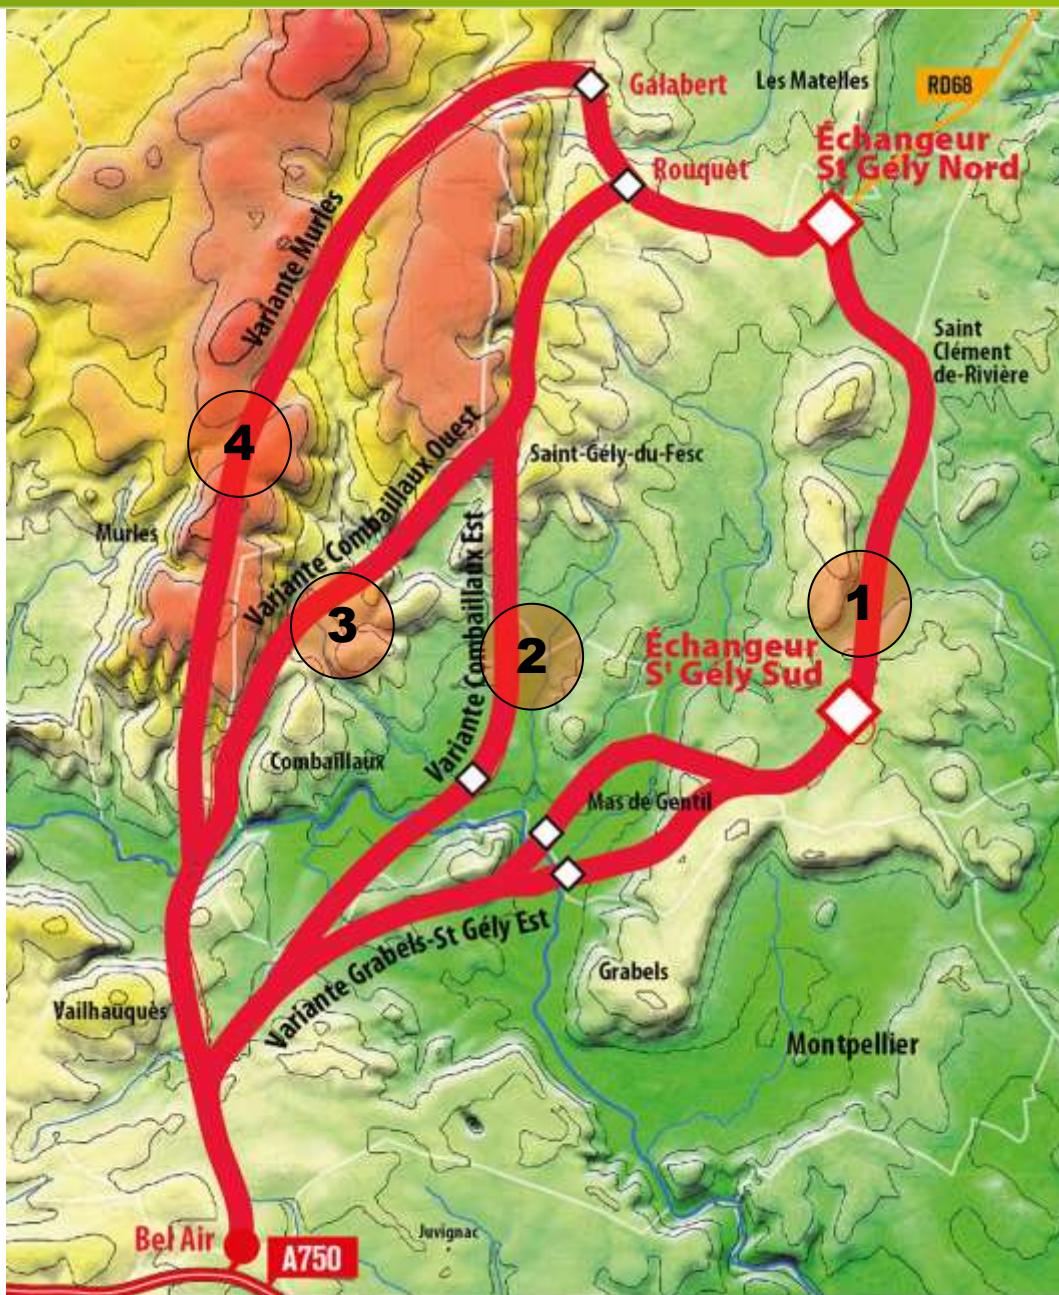 Galabert
Les Matelles
RD68
Échangeur
St Gély Nord
Rouquet
Variante Murles
Saint
Clément
de-Rivière
4
Variante Combaillaux Ouest
Saint-Gély-du-Fesc
Murles
Variante Combaillaux Est
3
2
1
Échangeur
St Gély Sud
Combaillaux
Mas de Gentil
Variante Grabels-St Gély Est
Grabels
Vailhauquès
Montpellier
Bel Air
A750
Juvignac